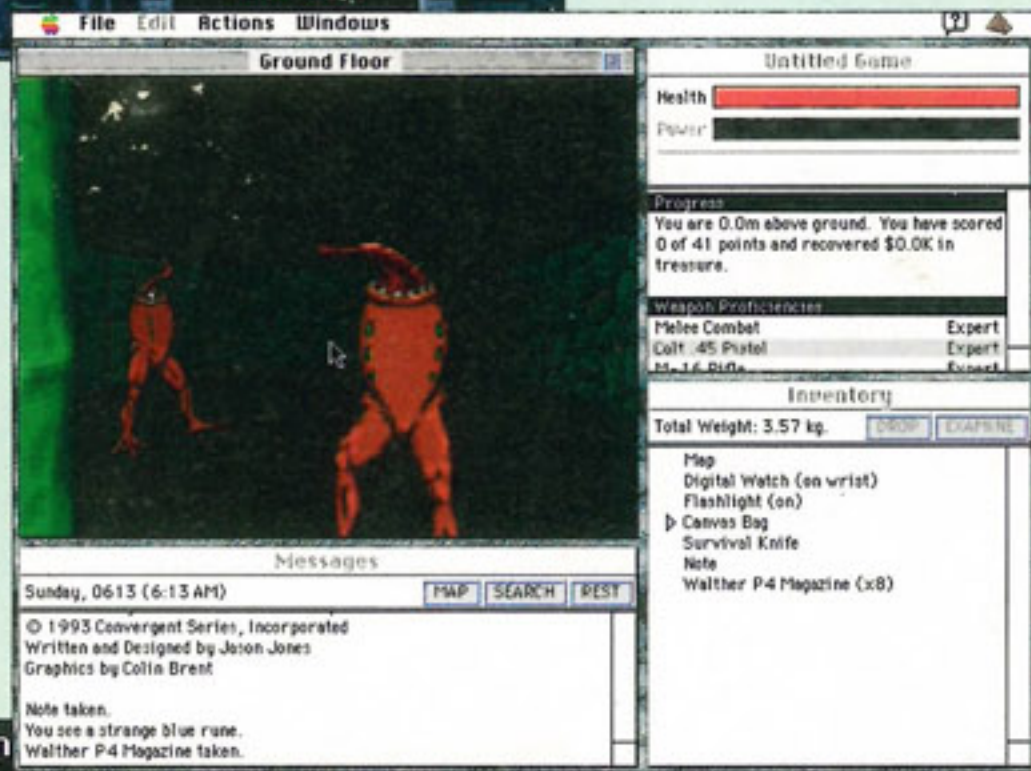 File Edit Actions Windows
Ground Floor
Untitled Game
Health
Power
Progress
You are 0.0m above ground. You have scored
0 of 41 points and recovered $0.0K in
treasure.
Weapon Proficiencies
Melee Combat Expert
Colt .45 Pistol Expert
M-16 Rifle Expert
Inventory
Total Weight: 3.57 kg. DROP EXAMINE
Map
Digital Watch (on wrist)
Flashlight (on)
Canvas Bag
Survival Knife
Note
Walther P4 Magazine (x8)
Messages
Sunday, 0613 (6:13 AM) MAP SEARCH REST
© 1993 Convergent Series, Incorporated
Written and Designed by Jason Jones
Graphics by Colin Brent
Note taken.
You see a strange blue rune.
Walther P4 Magazine taken.